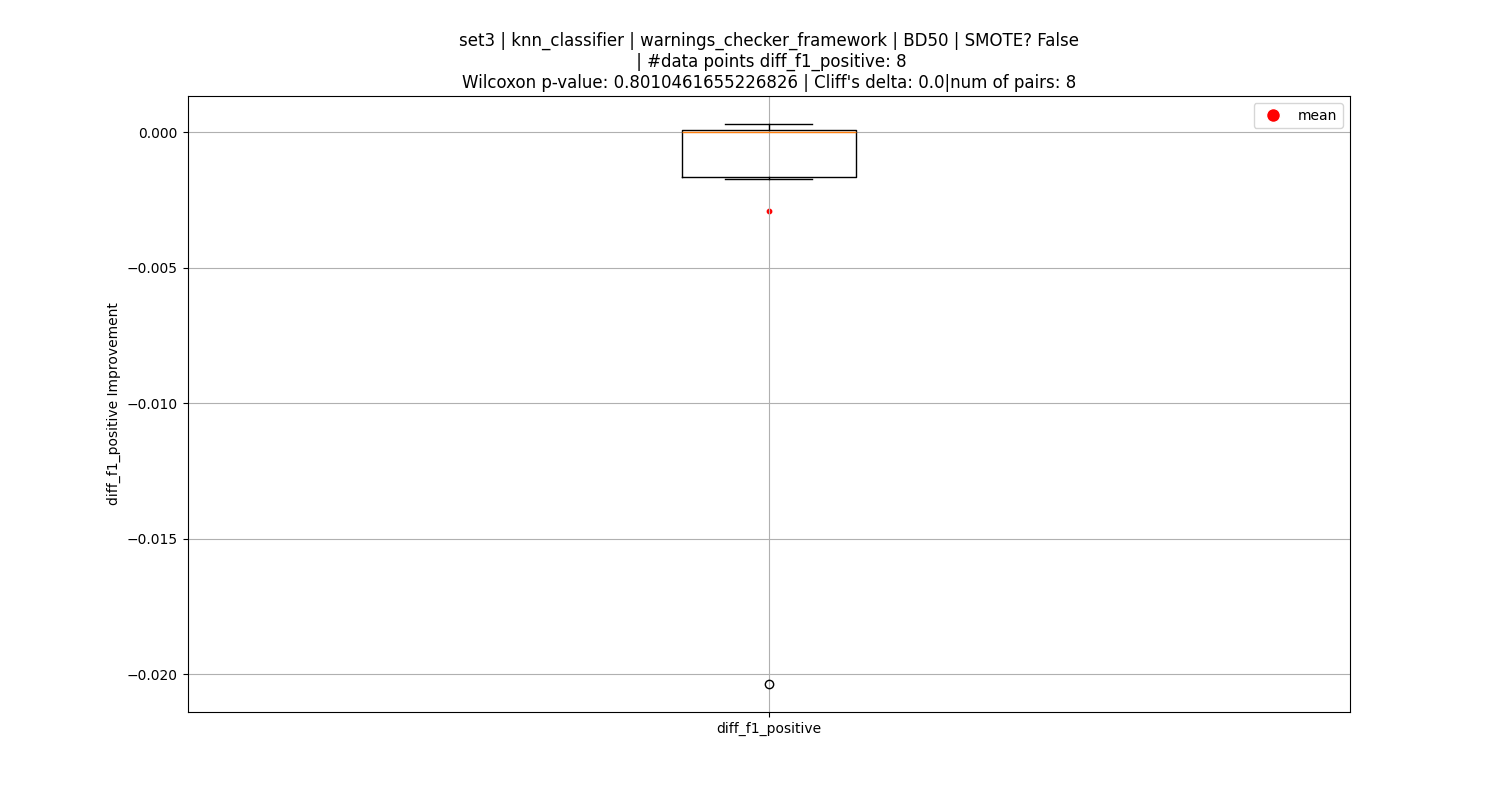 set3 | knn_classifier | warnings_checker_framework | BD50 | SMOTE? False
| #data points diff_f1_positive: 8
Wilcoxon p-value: 0.8010461655226826 | Cliff's delta: 0.0|num of pairs: 8
mean
0.000
−0.005
−0.010
−0.015
−0.020
diff_f1_positive Improvement
diff_f1_positive